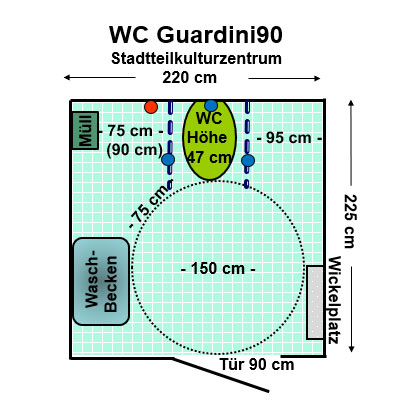 WC Guardini90
Stadtteilkulturzentrum
220 cm
Müll
- 75 cm -
(90 cm)
WC
Höhe
47 cm
- 95 cm -
- 75 cm -
225 cm
Wasch-
Becken
- 150 cm -
Wickelplatz
Tür 90 cm